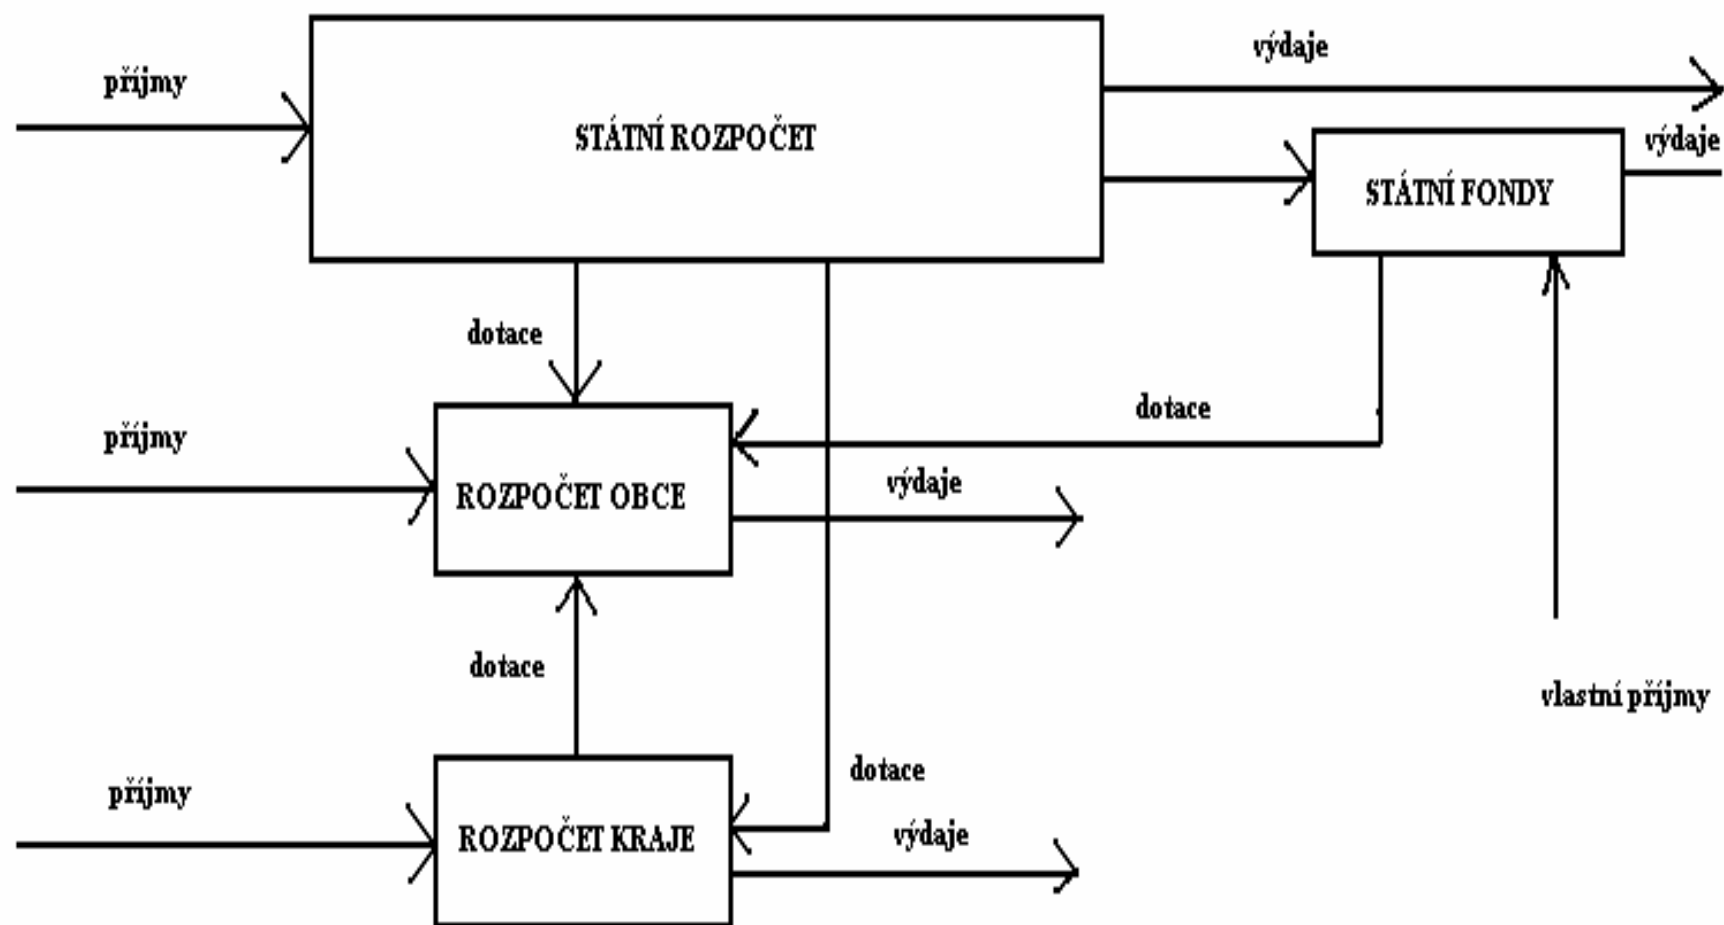 výdaje
příjmy
STÁTNÍ ROZPOČET
výdaje
STÁTNÍ FONDY
dotace
dotace
příjmy
výdaje
ROZPOČET OBCE
dotace
vlastní příjmy
dotace
příjmy
výdaje
ROZPOČET KRAJE